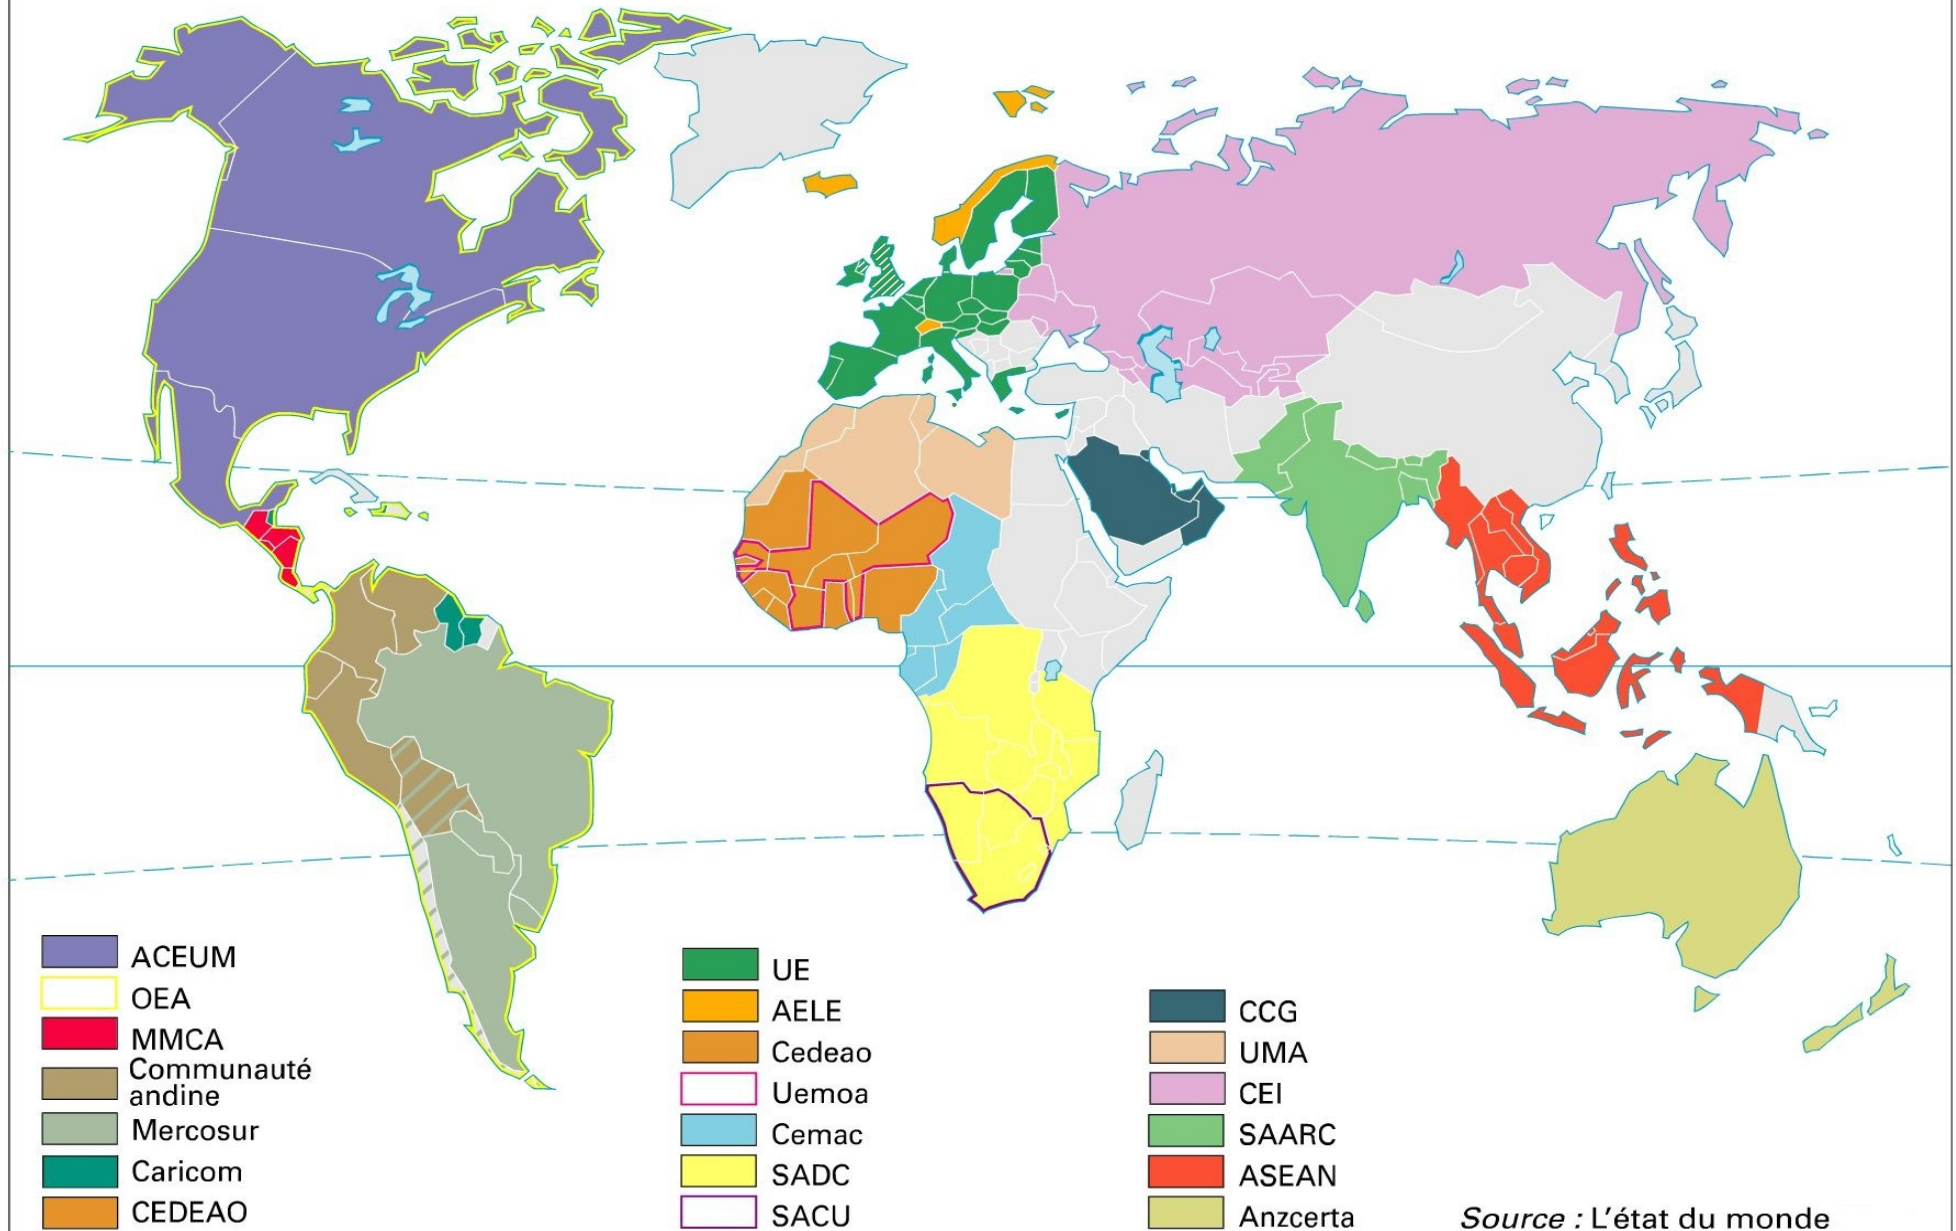 ACEUM
OEA
MMCA
Communauté
andine
Mercosur
Caricom
CEDEAO
UE
AELE
Cedeao
Uemoa
Cemac
SADC
SACU
CCG
UMA
CEI
SAARC
ASEAN
Anzcerta
Source : L'état du monde